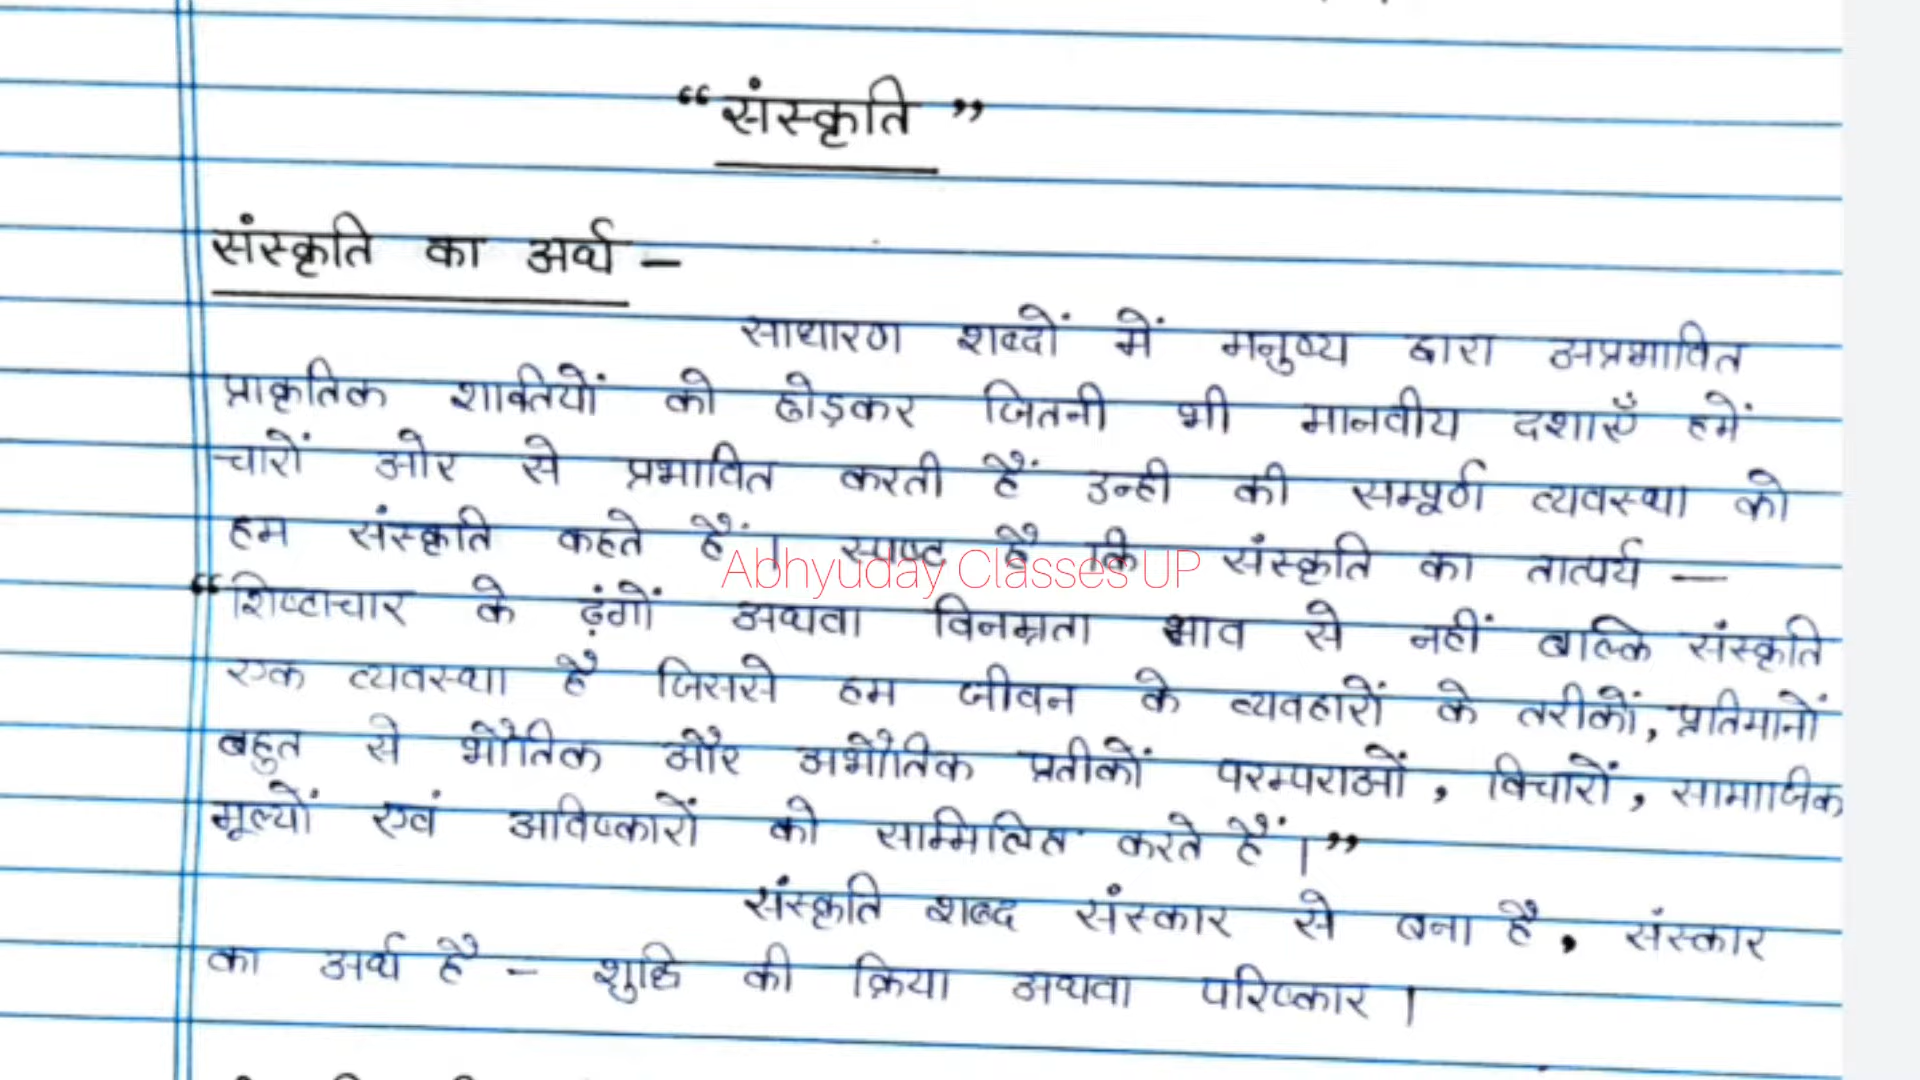 “संस्कृति”
संस्कृति का अर्थ –
साधारण शब्दों में मनुष्य द्वारा अप्रभावित
प्राकृतिक शक्तियों को छोड़कर जितनी भी मानवीय दशाएँ हमें
चारों ओर से प्रभावित करती हैं उन्ही की सम्पूर्ण व्यवस्था को
हम संस्कृति कहते हैं। स्पष्ट है कि संस्कृति का तात्पर्य –
Abhyuday Classes UP
“शिष्टाचार के ढ़ंगों अथवा विनम्रता भाव से नहीं बल्कि संस्कृति
एक व्यवस्था है जिससे हम जीवन के व्यवहारों के तरीकों, प्रतिमानों
बहुत से भौतिक और अभौतिक प्रतीकों परम्पराओं, विचारों, सामाजिक
मूल्यों एवं आविष्कारों को सम्मिलित करते हैं।”
संस्कृति शब्द संस्कार से बना है, संस्कार
का अर्थ है – शुद्धि की क्रिया अथवा परिष्कार।